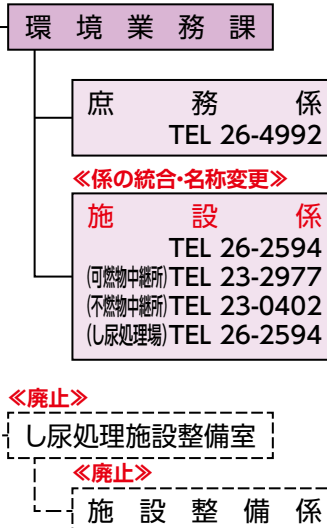 環境業務課
庶務係
TEL 26-4992
≪係の統合・名称変更≫
施設係
TEL 26-2594
(可燃物中継所)TEL 23-2977
(不燃物中継所)TEL 23-0402
(し尿処理場)TEL 26-2594
≪廃止≫
し尿処理施設整備室
≪廃止≫
施設整備係